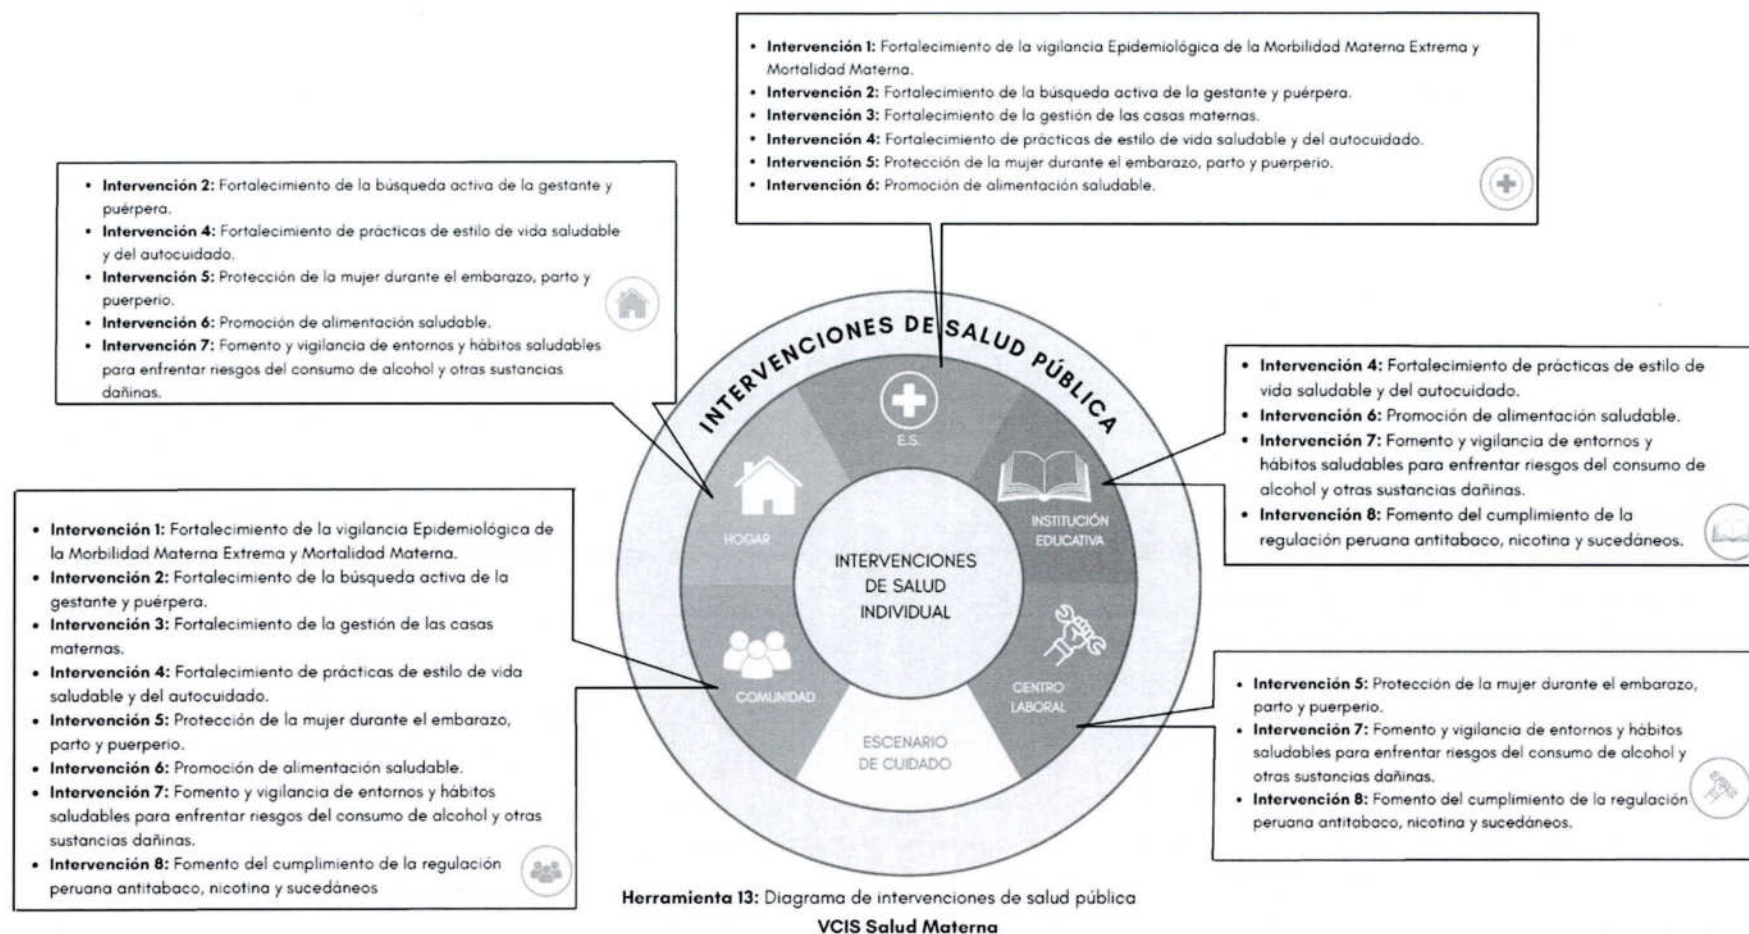 • Intervención 1: Fortalecimiento de la vigilancia Epidemiológica de la Morbilidad Materna Extrema y
Mortalidad Materna.
• Intervención 2: Fortalecimiento de la búsqueda activa de la gestante y puérpera.
• Intervención 3: Fortalecimiento de la gestión de las casas maternas.
• Intervención 4: Fortalecimiento de prácticas de estilo de vida saludable y del autocuidado.
• Intervención 5: Protección de la mujer durante el embarazo, parto y puerperio.
• Intervención 6: Promoción de alimentación saludable.
• Intervención 2: Fortalecimiento de la búsqueda activa de la gestante y
puérpera.
• Intervención 4: Fortalecimiento de prácticas de estilo de vida saludable
y del autocuidado.
• Intervención 5: Protección de la mujer durante el embarazo, parto y
puerperio.
• Intervención 6: Promoción de alimentación saludable.
• Intervención 7: Fomento y vigilancia de entornos y hábitos saludables
para enfrentar riesgos del consumo de alcohol y otras sustancias
dañinas.
INTERVENCIONES DE SALUD PÚBLICA
E.S.
HOGAR
INSTITUCIÓN
EDUCATIVA
INTERVENCIONES
DE SALUD
INDIVIDUAL
COMUNIDAD
CENTRO
LABORAL
ESCENARIO
DE CUIDADO
• Intervención 4: Fortalecimiento de prácticas de estilo de
vida saludable y del autocuidado.
• Intervención 6: Promoción de alimentación saludable.
• Intervención 7: Fomento y vigilancia de entornos y
hábitos saludables para enfrentar riesgos del consumo de
alcohol y otras sustancias dañinas.
• Intervención 8: Fomento del cumplimiento de la
regulación peruana antitabaco, nicotina y sucedáneos.
• Intervención 1: Fortalecimiento de la vigilancia Epidemiológica de
la Morbilidad Materna Extrema y Mortalidad Materna.
• Intervención 2: Fortalecimiento de la búsqueda activa de la
gestante y puérpera.
• Intervención 3: Fortalecimiento de la gestión de las casas
maternas.
• Intervención 4: Fortalecimiento de prácticas de estilo de vida
saludable y del autocuidado.
• Intervención 5: Protección de la mujer durante el embarazo,
parto y puerperio.
• Intervención 6: Promoción de alimentación saludable.
• Intervención 7: Fomento y vigilancia de entornos y hábitos
saludables para enfrentar riesgos del consumo de alcohol y otras
sustancias dañinas.
• Intervención 8: Fomento del cumplimiento de la regulación
peruana antitabaco, nicotina y sucedáneos
• Intervención 5: Protección de la mujer durante el embarazo,
parto y puerperio.
• Intervención 7: Fomento y vigilancia de entornos y hábitos
saludables para enfrentar riesgos del consumo de alcohol y
otras sustancias dañinas.
• Intervención 8: Fomento del cumplimiento de la regulación
peruana antitabaco, nicotina y sucedáneos.
Herramienta 13: Diagrama de intervenciones de salud pública
VCIS Salud Materna